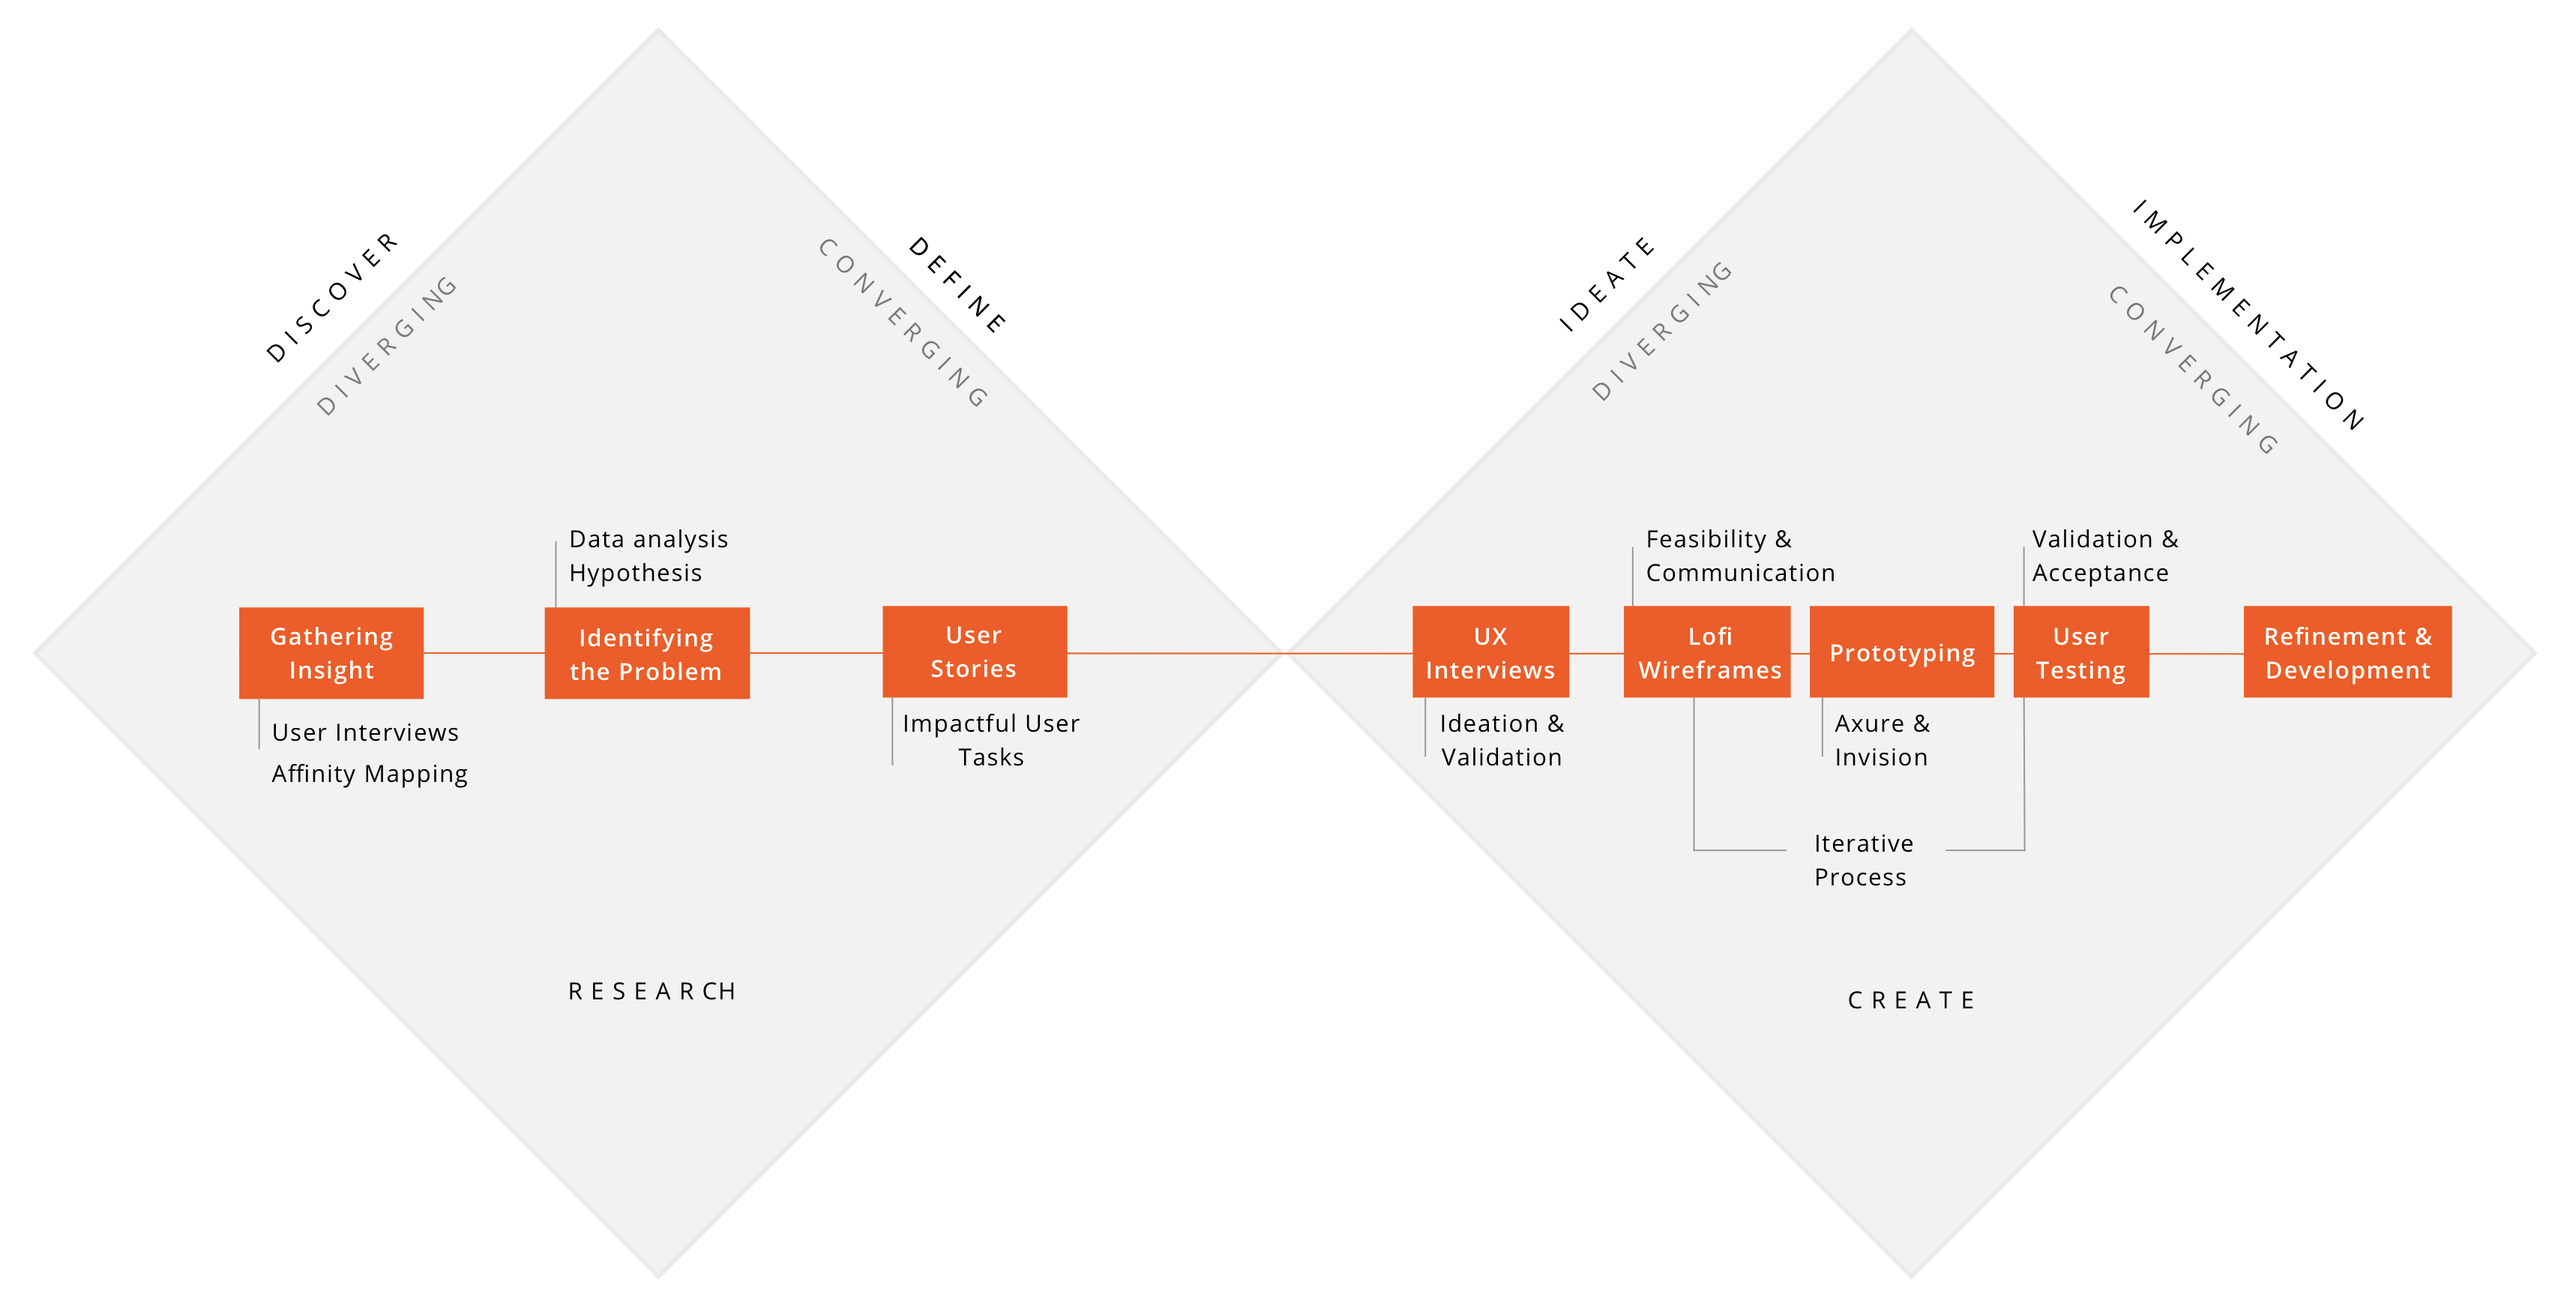 DISCOVER
DIVERGING
DEFINE
CONVERGING
Data analysis
Hypothesis
Gathering
Insight
Identifying
the Problem
User
Stories
User Interviews
Affinity Mapping
Impactful User
Tasks
RESEARCH
IDEATE
DIVERGING
IMPLEMENTATION
CONVERGING
Feasibility &
Communication
Validation &
Acceptance
UX
Interviews
Lofi
Wireframes
Prototyping
User
Testing
Refinement &
Development
Ideation &
Validation
Axure &
Invision
Iterative
Process
CREATE